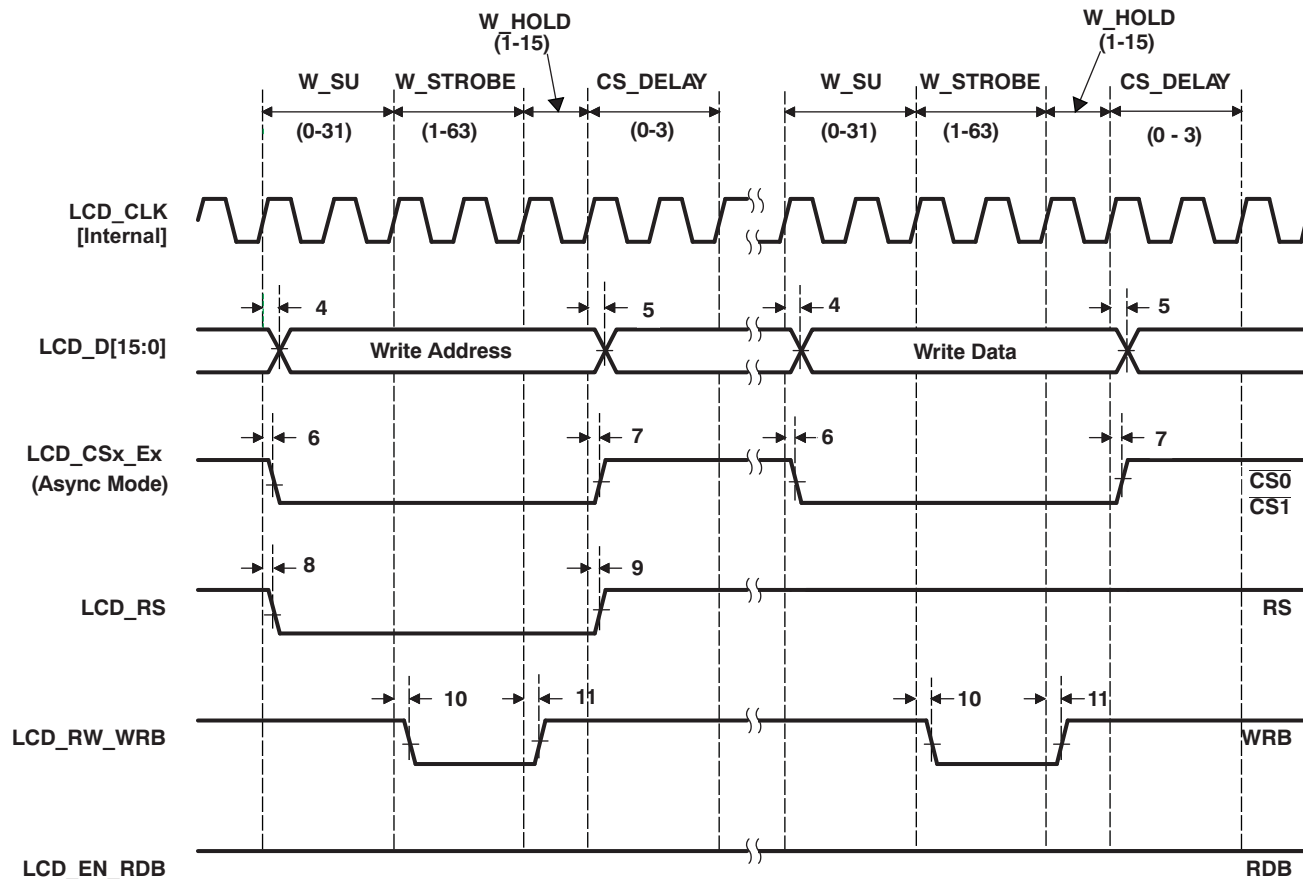 W_HOLD
(1-15)
W_HOLD
(1-15)
W_SU
W_STROBE
CS_DELAY
W_SU
W_STROBE
CS_DELAY
(0-31)
(1-63)
(0-3)
(0-31)
(1-63)
(0 - 3)
LCD_CLK
[Internal]
4
5
4
5
LCD_D[15:0]
Write Address
Write Data
6
7
6
7
LCD_CSx_Ex
(Async Mode)
CS0
CS1
8
9
LCD_RS
RS
10
11
10
11
LCD_RW_WRB
WRB
LCD_EN_RDB
RDB